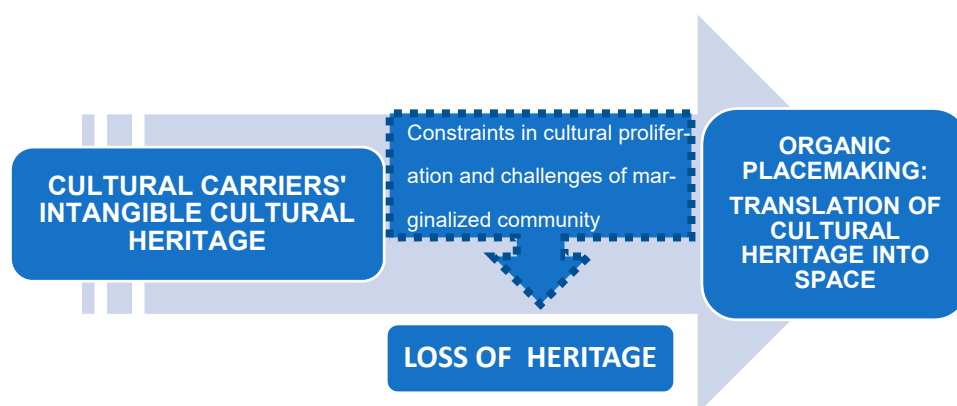 CULTURAL CARRIERS'
INTANGIBLE CULTURAL
HERITAGE
Constraints in cultural prolifer-
ation and challenges of mar-
ginalized community
LOSS OF HERITAGE
ORGANIC
PLACEMAKING:
TRANSLATION OF
CULTURAL
HERITAGE INTO
SPACE